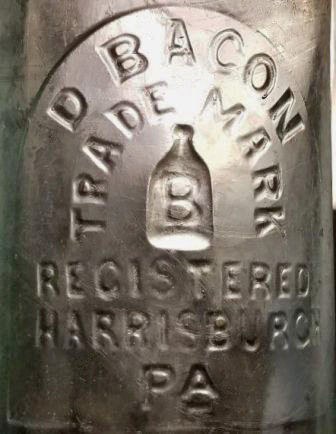 D BACON
TRADE MARK
B
REGISTERED
HARRISBURGH
PA